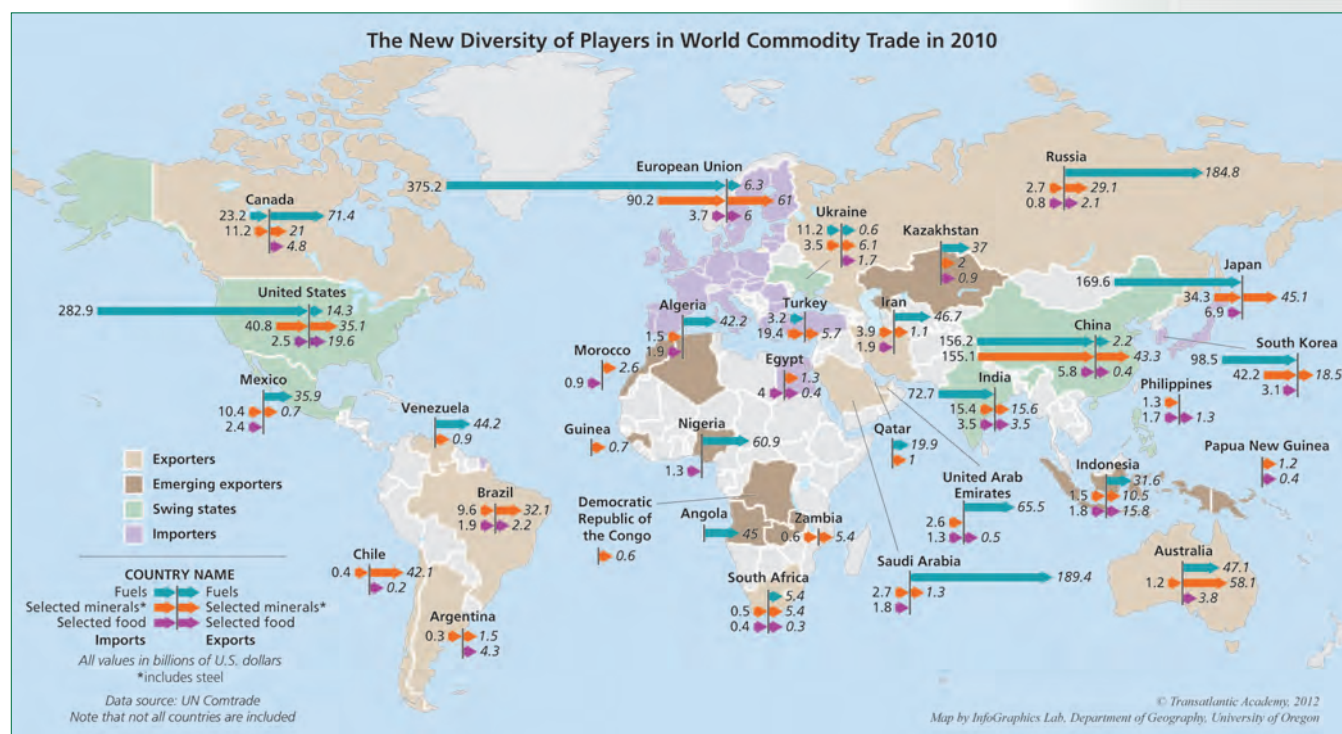 The New Diversity of Players in World Commodity Trade in 2010
European Union
375.2 6.3
90.2 61
3.7 6
Russia
184.8
2.7 29.1
0.8 2.1
Canada
23.2 71.4
11.2 21
4.8
Ukraine
11.2 0.6
3.5 6.1
1.7
Kazakhstan
37
2
0.9
Japan
169.6
34.3 45.1
6.9
United States
282.9 14.3
40.8 35.1
2.5 19.6
Algeria
42.2
1.5
1.9
Turkey
3.2
19.4 5.7
Iran
46.7
3.9 1.1
1.9
China
156.2 2.2
155.1 43.3
5.8 0.4
South Korea
98.5
42.2 18.5
3.1
Morocco
2.6
0.9
Egypt
1.3
4 0.4
India
72.7
15.4 15.6
3.5 3.5
Philippines
1.3
1.7 1.3
Mexico
35.9
10.4 0.7
2.4
Venezuela
44.2
0.9
Guinea
0.7
Nigeria
60.9
1.3
Qatar
19.9
1
Papua New Guinea
1.2
0.4
Indonesia
31.6
1.5 10.5
1.8 15.8
United Arab
Emirates
65.5
2.6
1.3 0.5
Brazil
9.6 32.1
1.9 2.2
Democratic
Republic of
the Congo
0.6
Angola
45
Zambia
0.6 5.4
Saudi Arabia
189.4
2.7 1.3
1.8
Australia
47.1
1.2 58.1
3.8
Chile
0.4 42.1
0.2
South Africa
5.4
0.5 5.4
0.4 0.3
Argentina
0.3 1.5
4.3
Exporters
Emerging exporters
Swing states
Importers
COUNTRY NAME
Fuels Fuels
Selected minerals* Selected minerals*
Selected food Selected food
Imports Exports
All values in billions of U.S. dollars
*includes steel
Data source: UN Comtrade
Note that not all countries are included
© Transatlantic Academy, 2012
Map by InfoGraphics Lab, Department of Geography, University of Oregon